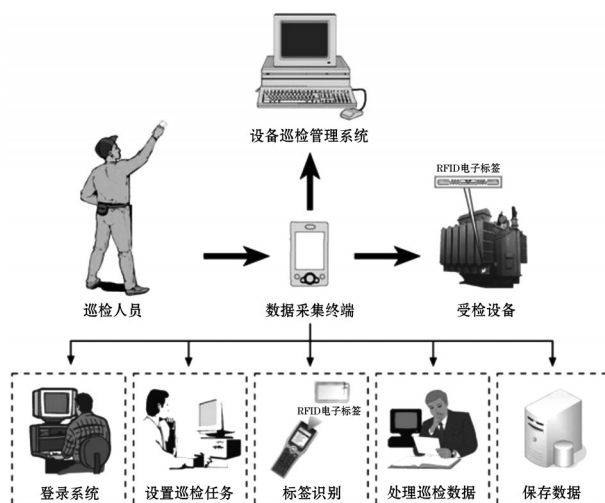 设备巡检管理系统
RFID电子标签
巡检人员
数据采集终端
受检设备
RFID电子标签
登录系统
设置巡检任务
标签识别
处理巡检数据
保存数据